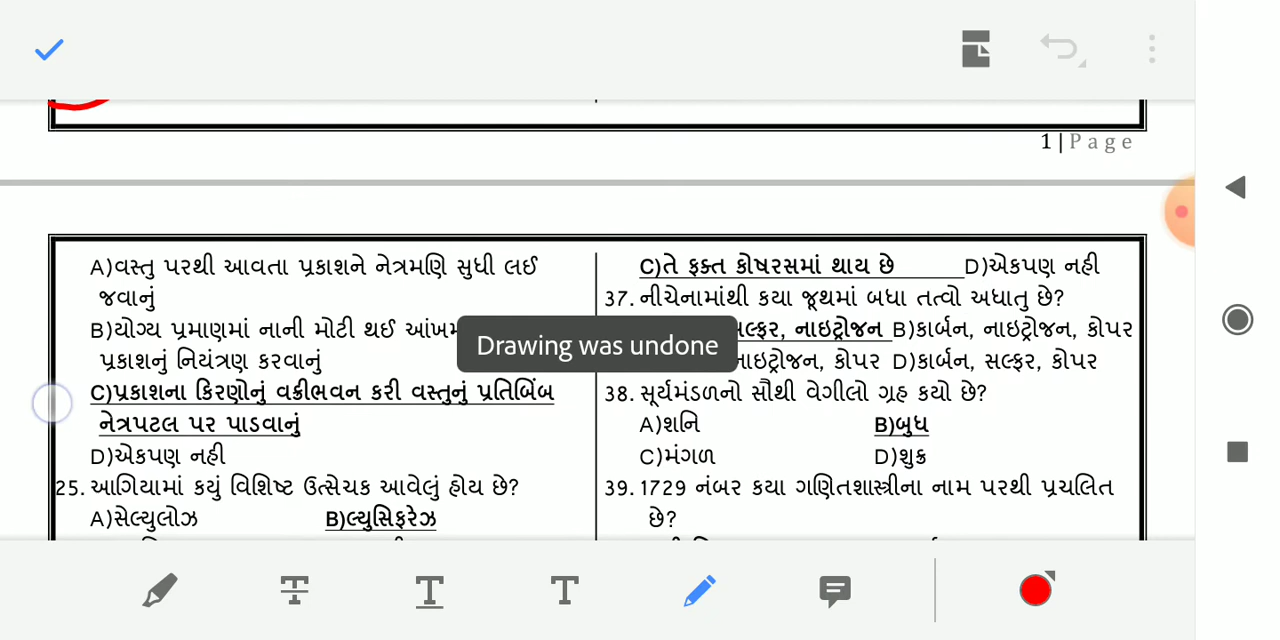 1|Page
A)વસ્તુ પરથી આવતા પ્રકાશને નેત્રમણિ સુધી લઈ
જવાનું
B)યોગ્ય પ્રમાણમાં નાની મોટી થઈ આંખમ
પ્રકાશનું નિયંત્રણ કરવાનું
C)પ્રકાશના કિરણોનું વક્રીભવન કરી વસ્તુનું પ્રતિબિંબ
નેત્રપટલ પર પાડવાનું
D)એકપણ નહી
25. આગિયામાં કયું વિશિષ્ટ ઉત્સેચક આવેલું હોય છે?
A)સેલ્યુલોઝ B)લ્યુસિફરેઝ
C)તે ફક્ત કોષરસમાં થાય છે D)એકપણ નહી
37. નીચેનામાંથી કયા જૂથમાં બધા તત્વો અધાતુ છે?
સલ્ફર, નાઇટ્રોજન B)કાર્બન, નાઇટ્રોજન, કોપર
નાઇટ્રોજન, કોપર D)કાર્બન, સલ્ફર, કોપર
38. સૂર્યમંડળનો સૌથી વેગીલો ગ્રહ કયો છે?
A)શનિ B)બુધ
C)મંગળ D)શુક્ર
39. 1729 નંબર કયા ગણિતશાસ્ત્રીના નામ પરથી પ્રચલિત
છે?
Drawing was undone